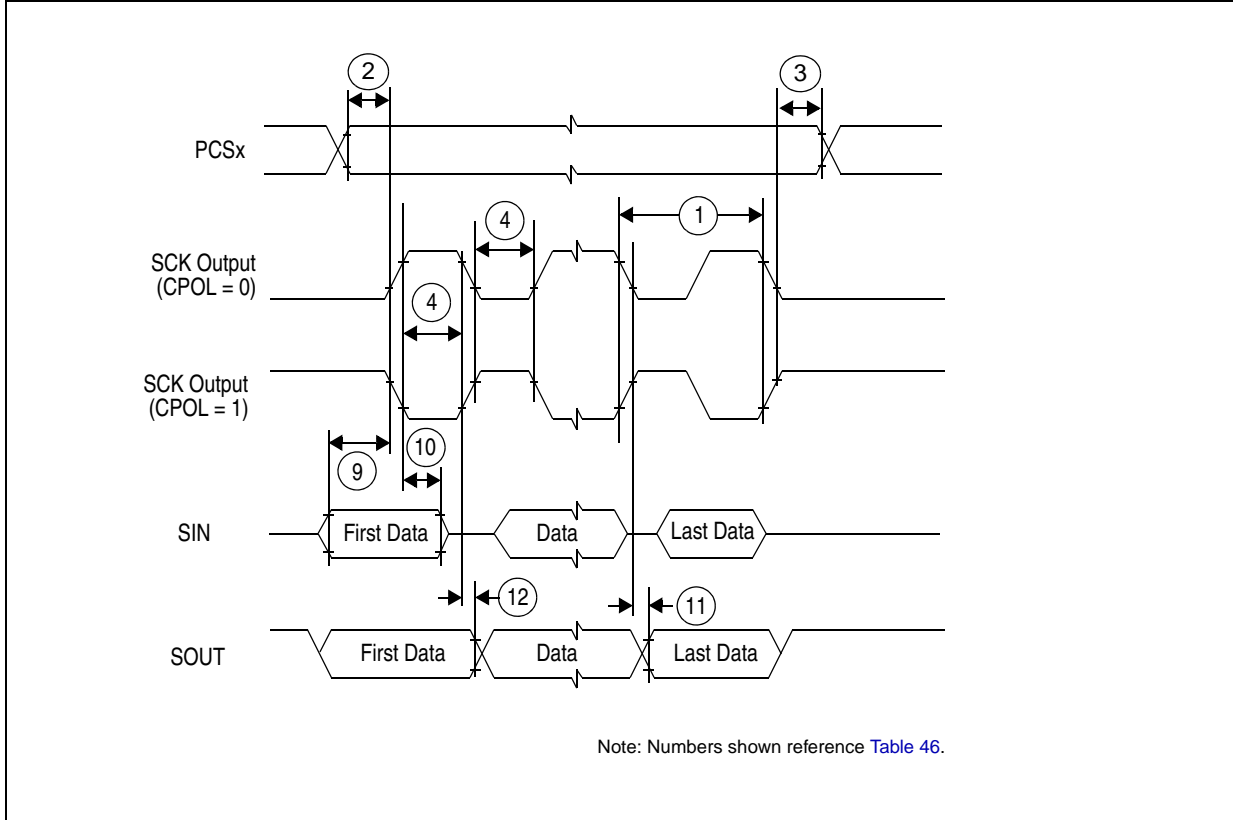 2
3
PCSx
4
1
SCK Output
(CPOL = 0)
4
SCK Output
(CPOL = 1)
10
9
SIN
First Data
Data
Last Data
12
11
SOUT
First Data
Data
Last Data
Note: Numbers shown reference Table 46.